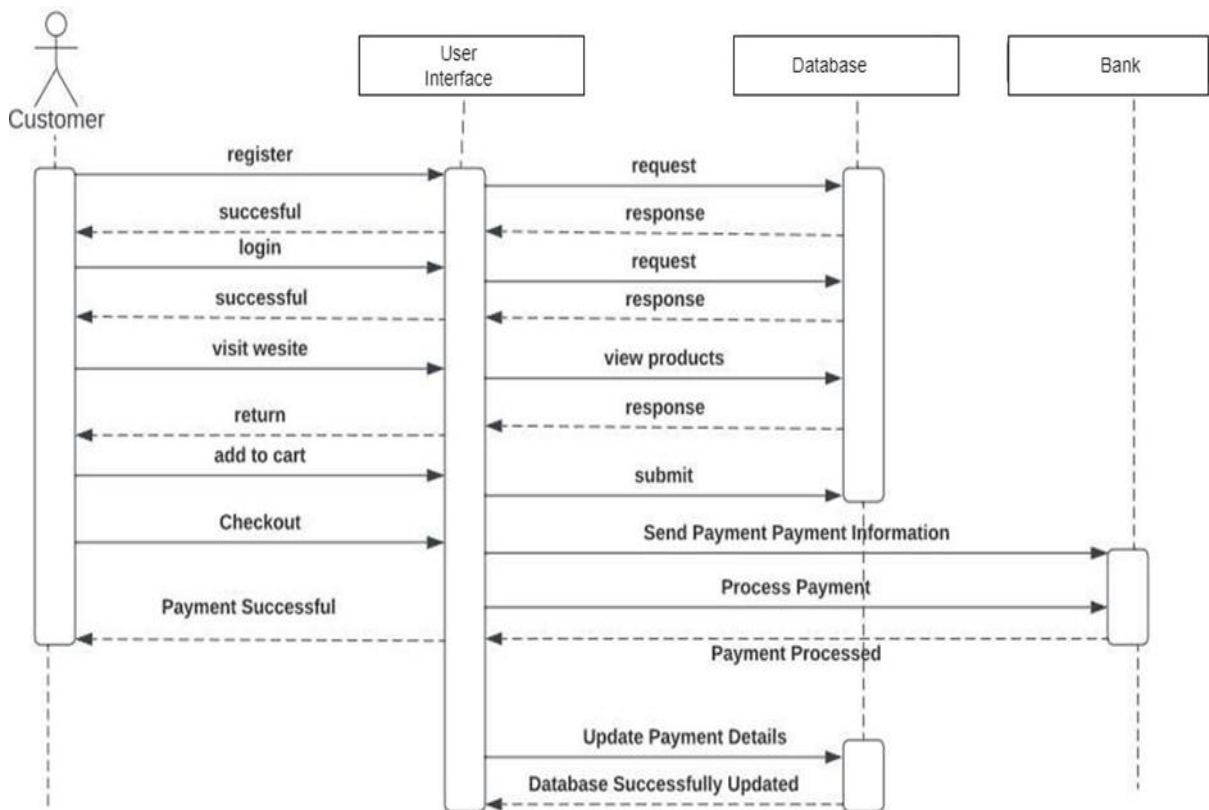 User
Interface
Database
Bank
Customer
register
request
succesful
response
login
request
successful
response
visit wesite
view products
return
response
add to cart
submit
Checkout
Send Payment Payment Information
Process Payment
Payment Successful
Payment Processed
Update Payment Details
Database Successfully Updated